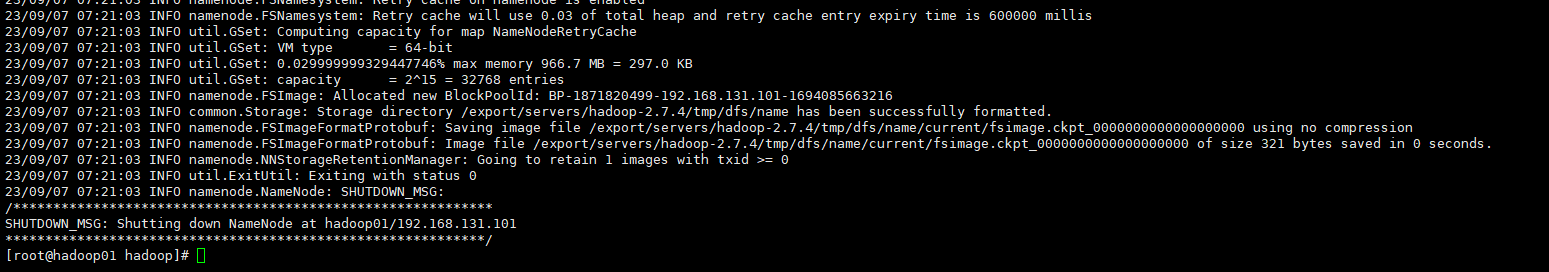 23/09/07 07:21:03 INFO namenode.FSNamesystem: Retry cache on namenode is enabled
23/09/07 07:21:03 INFO namenode.FSNamesystem: Retry cache will use 0.03 of total heap and retry cache entry expiry time is 600000 millis
23/09/07 07:21:03 INFO util.GSet: Computing capacity for map NameNodeRetryCache
23/09/07 07:21:03 INFO util.GSet: VM type       = 64-bit
23/09/07 07:21:03 INFO util.GSet: 0.029999999329447746% max memory 966.7 MB = 297.0 KB
23/09/07 07:21:03 INFO util.GSet: capacity      = 2^15 = 32768 entries
23/09/07 07:21:03 INFO namenode.FSImage: Allocated new BlockPoolId: BP-1871820499-192.168.131.101-1694085663216
23/09/07 07:21:03 INFO common.Storage: Storage directory /export/servers/hadoop-2.7.4/tmp/dfs/name has been successfully formatted.
23/09/07 07:21:03 INFO namenode.FSImageFormatProtobuf: Saving image file /export/servers/hadoop-2.7.4/tmp/dfs/name/current/fsimage.ckpt_0000000000000000000 using no compression
23/09/07 07:21:03 INFO namenode.FSImageFormatProtobuf: Image file /export/servers/hadoop-2.7.4/tmp/dfs/name/current/fsimage.ckpt_0000000000000000000 of size 321 bytes saved in 0 seconds.
23/09/07 07:21:03 INFO namenode.NNStorageRetentionManager: Going to retain 1 images with txid >= 0
23/09/07 07:21:03 INFO util.ExitUtil: Exiting with status 0
23/09/07 07:21:03 INFO namenode.NameNode: SHUTDOWN_MSG:
/************************************************************
SHUTDOWN_MSG: Shutting down NameNode at hadoop01/192.168.131.101
************************************************************/
[root@hadoop01 hadoop]#